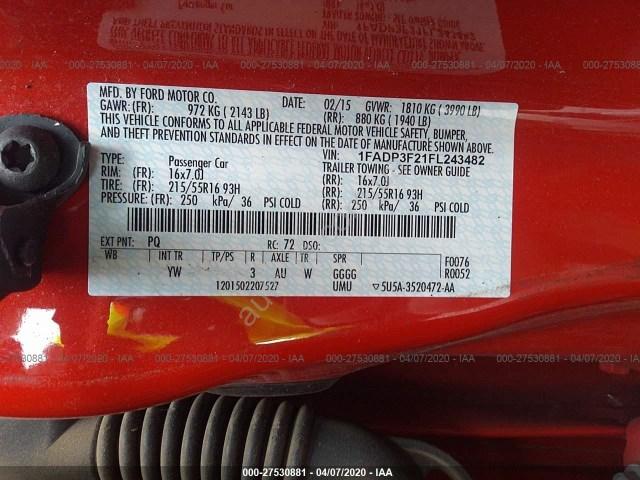 000-27530881 - 04/07/2020 - IAA
MFD. BY FORD MOTOR CO.
DATE: 02/15 GVWR: 1810 KG ( 3990 LB)
GAWR: (FR): 972 KG ( 2143 LB) (RR): 880 KG ( 1940 LB)
THIS VEHICLE CONFORMS TO ALL APPLICABLE FEDERAL MOTOR VEHICLE SAFETY, BUMPER,
AND THEFT PREVENTION STANDARDS IN EFFECT ON THE DATE OF MANUFACTURE SHOWN ABOVE.
VIN: 1FADP3F21FL243482
TYPE: Passenger Car TRAILER TOWING - SEE OWNER GUIDE
RIM: (FR): 16x7.0J (RR): 16x7.0J
TIRE: (FR): 215/55R16 93H (RR): 215/55R16 93H
PRESSURE: (FR): 250 kPa/ 36 PSI COLD (RR): 250 kPa/ 36 PSI COLD
EXT PNT: PQ RC: 72 DSO:
WB INT TR TP/PS R AXLE TR SPR F0076
YW 3 AU W GGGG R0052
1201502207527 UMU ▽5U5A-3520472-AA
000-27530881 - 04/07/2020 - IAA